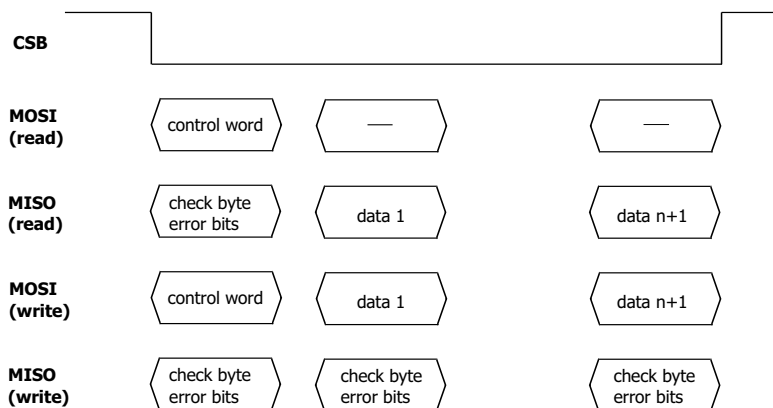 CSB
MOSI
(read)
control word
—
—
MISO
(read)
check byte
error bits
data 1
data n+1
MOSI
(write)
control word
data 1
data n+1
MISO
(write)
check byte
error bits
check byte
error bits
check byte
error bits